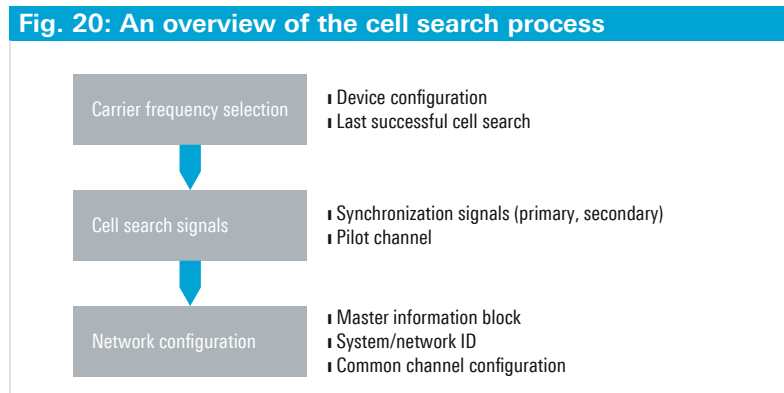 Fig. 20: An overview of the cell search process
Carrier frequency selection
ı Device configuration
ı Last successful cell search
Cell search signals
ı Synchronization signals (primary, secondary)
ı Pilot channel
Network configuration
ı Master information block
ı System/network ID
ı Common channel configuration